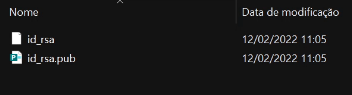 Nome Data de modificação
id_rsa 12/02/2022 11:05
id_rsa.pub 12/02/2022 11:05